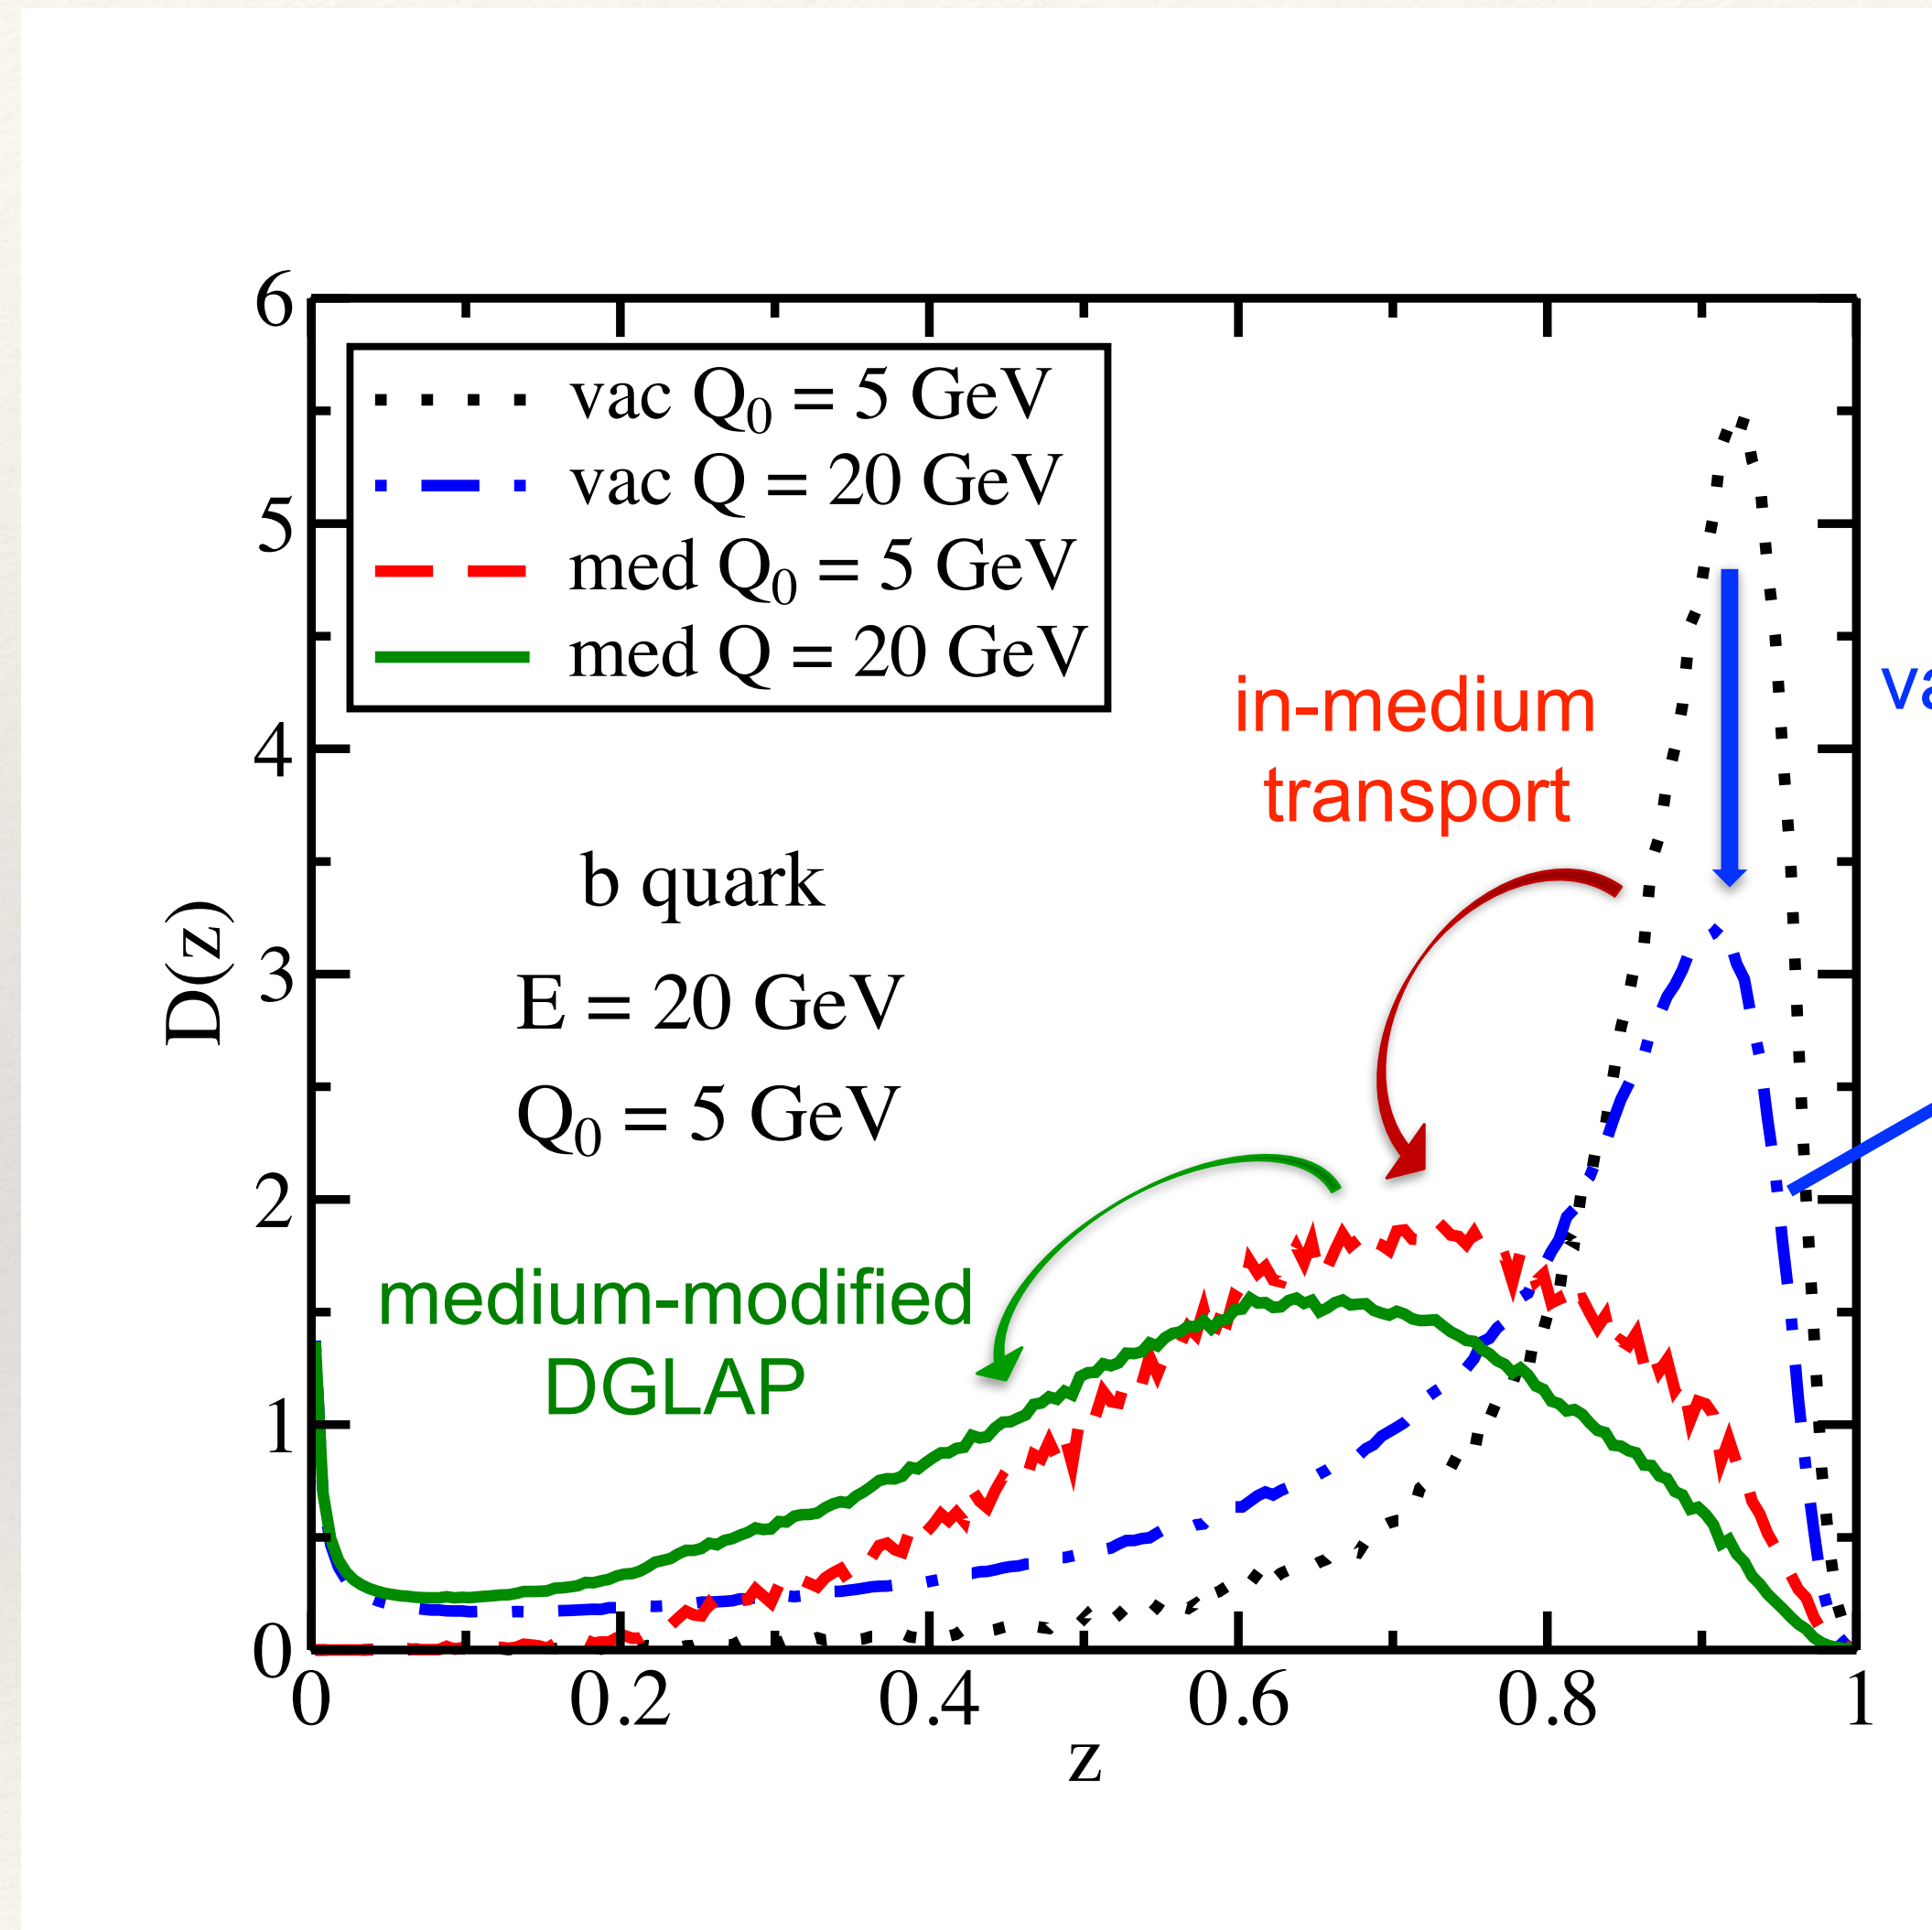 6
5
4
3
2
1
0
D(z)
vac Q₀ = 5 GeV
vac Q = 20 GeV
med Q₀ = 5 GeV
med Q = 20 GeV
in-medium
transport
b quark
E = 20 GeV
Q₀ = 5 GeV
medium-modified
DGLAP
0 0.2 0.4 0.6 0.8 1
z